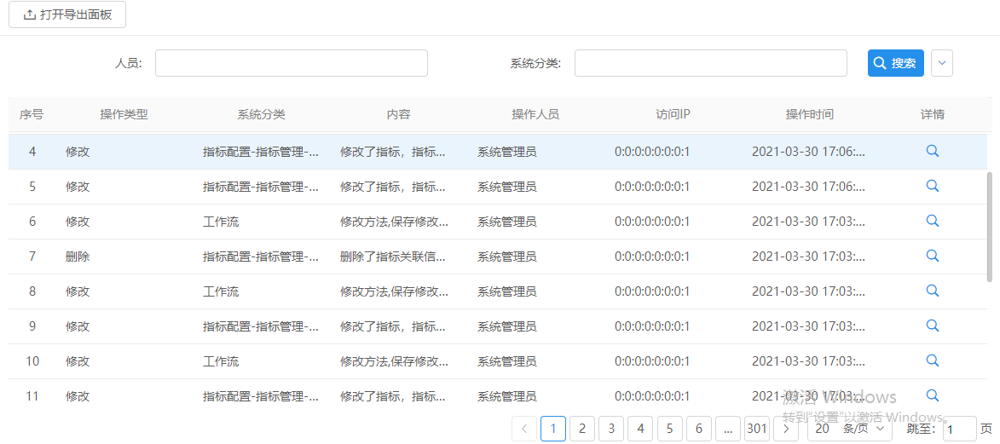 打开导出面板
人员: 系统分类: 搜索
序号 操作类型 系统分类 内容 操作人员 访问IP 操作时间 详情
4 修改 指标配置-指标管理-... 修改了指标，指标... 系统管理员 0:0:0:0:0:0:0:1 2021-03-30 17:06:...
5 修改 指标配置-指标管理-... 修改了指标，指标... 系统管理员 0:0:0:0:0:0:0:1 2021-03-30 17:06:...
6 修改 工作流 修改方法,保存修改... 系统管理员 0:0:0:0:0:0:0:1 2021-03-30 17:03:...
7 删除 指标配置-指标管理-... 删除了指标关联信... 系统管理员 0:0:0:0:0:0:0:1 2021-03-30 17:03:...
8 修改 工作流 修改方法,保存修改... 系统管理员 0:0:0:0:0:0:0:1 2021-03-30 17:03:...
9 修改 指标配置-指标管理-... 修改了指标，指标... 系统管理员 0:0:0:0:0:0:0:1 2021-03-30 17:03:...
10 修改 工作流 修改方法,保存修改... 系统管理员 0:0:0:0:0:0:0:1 2021-03-30 17:03:...
11 修改 指标配置-指标管理-... 修改了指标，指标... 系统管理员 0:0:0:0:0:0:0:1 2021-03-30 17:03:...
激活 Windows
转到"设置"以激活 Windows。
1 2 3 4 5 6 ... 301 20 条/页 跳至: 1 页